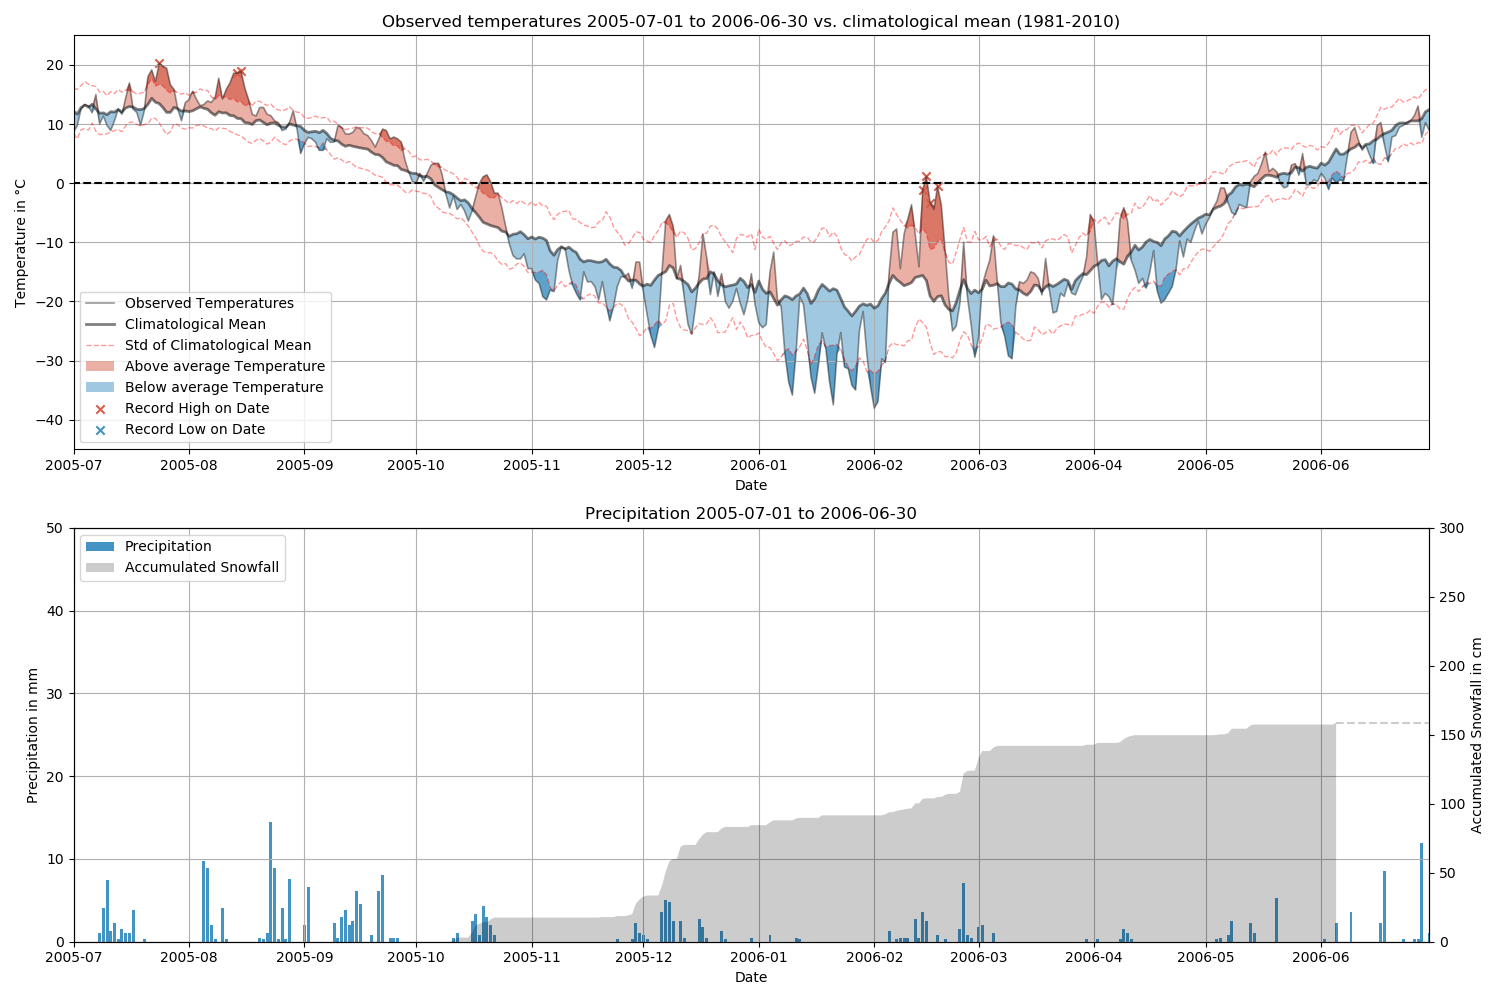 Observed temperatures 2005-07-01 to 2006-06-30 vs. climatological mean (1981-2010)
Temperature in °C
20
10
0
−10
−20
−30
−40
Observed Temperatures
Climatological Mean
Std of Climatological Mean
Above average Temperature
Below average Temperature
Record High on Date
Record Low on Date
2005-07 2005-08 2005-09 2005-10 2005-11 2005-12 2006-01 2006-02 2006-03 2006-04 2006-05 2006-06
Date
Precipitation 2005-07-01 to 2006-06-30
Precipitation in mm
50
40
30
20
10
0
Precipitation
Accumulated Snowfall
300
250
200
150
100
50
0
Accumulated Snowfall in cm
2005-07 2005-08 2005-09 2005-10 2005-11 2005-12 2006-01 2006-02 2006-03 2006-04 2006-05 2006-06
Date